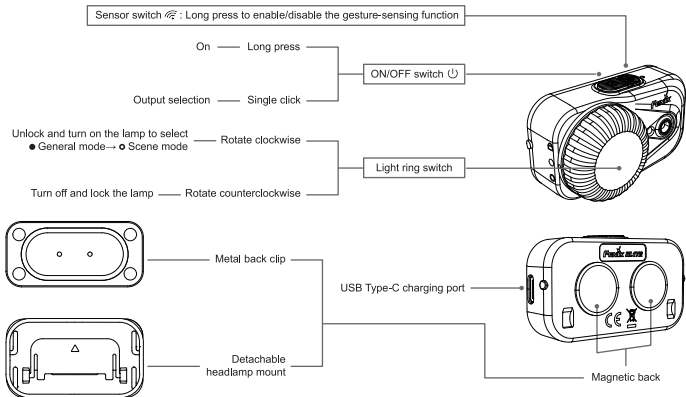 Sensor switch : Long press to enable/disable the gesture-sensing function
On
Long press
ON/OFF switch
Output selection
Single click
Unlock and turn on the lamp to select
● General mode→ ○ Scene mode
Rotate clockwise
Light ring switch
Turn off and lock the lamp
Rotate counterclockwise
Fenix
Metal back clip
USB Type-C charging port
Fenix
CE
Detachable
headlamp mount
Magnetic back